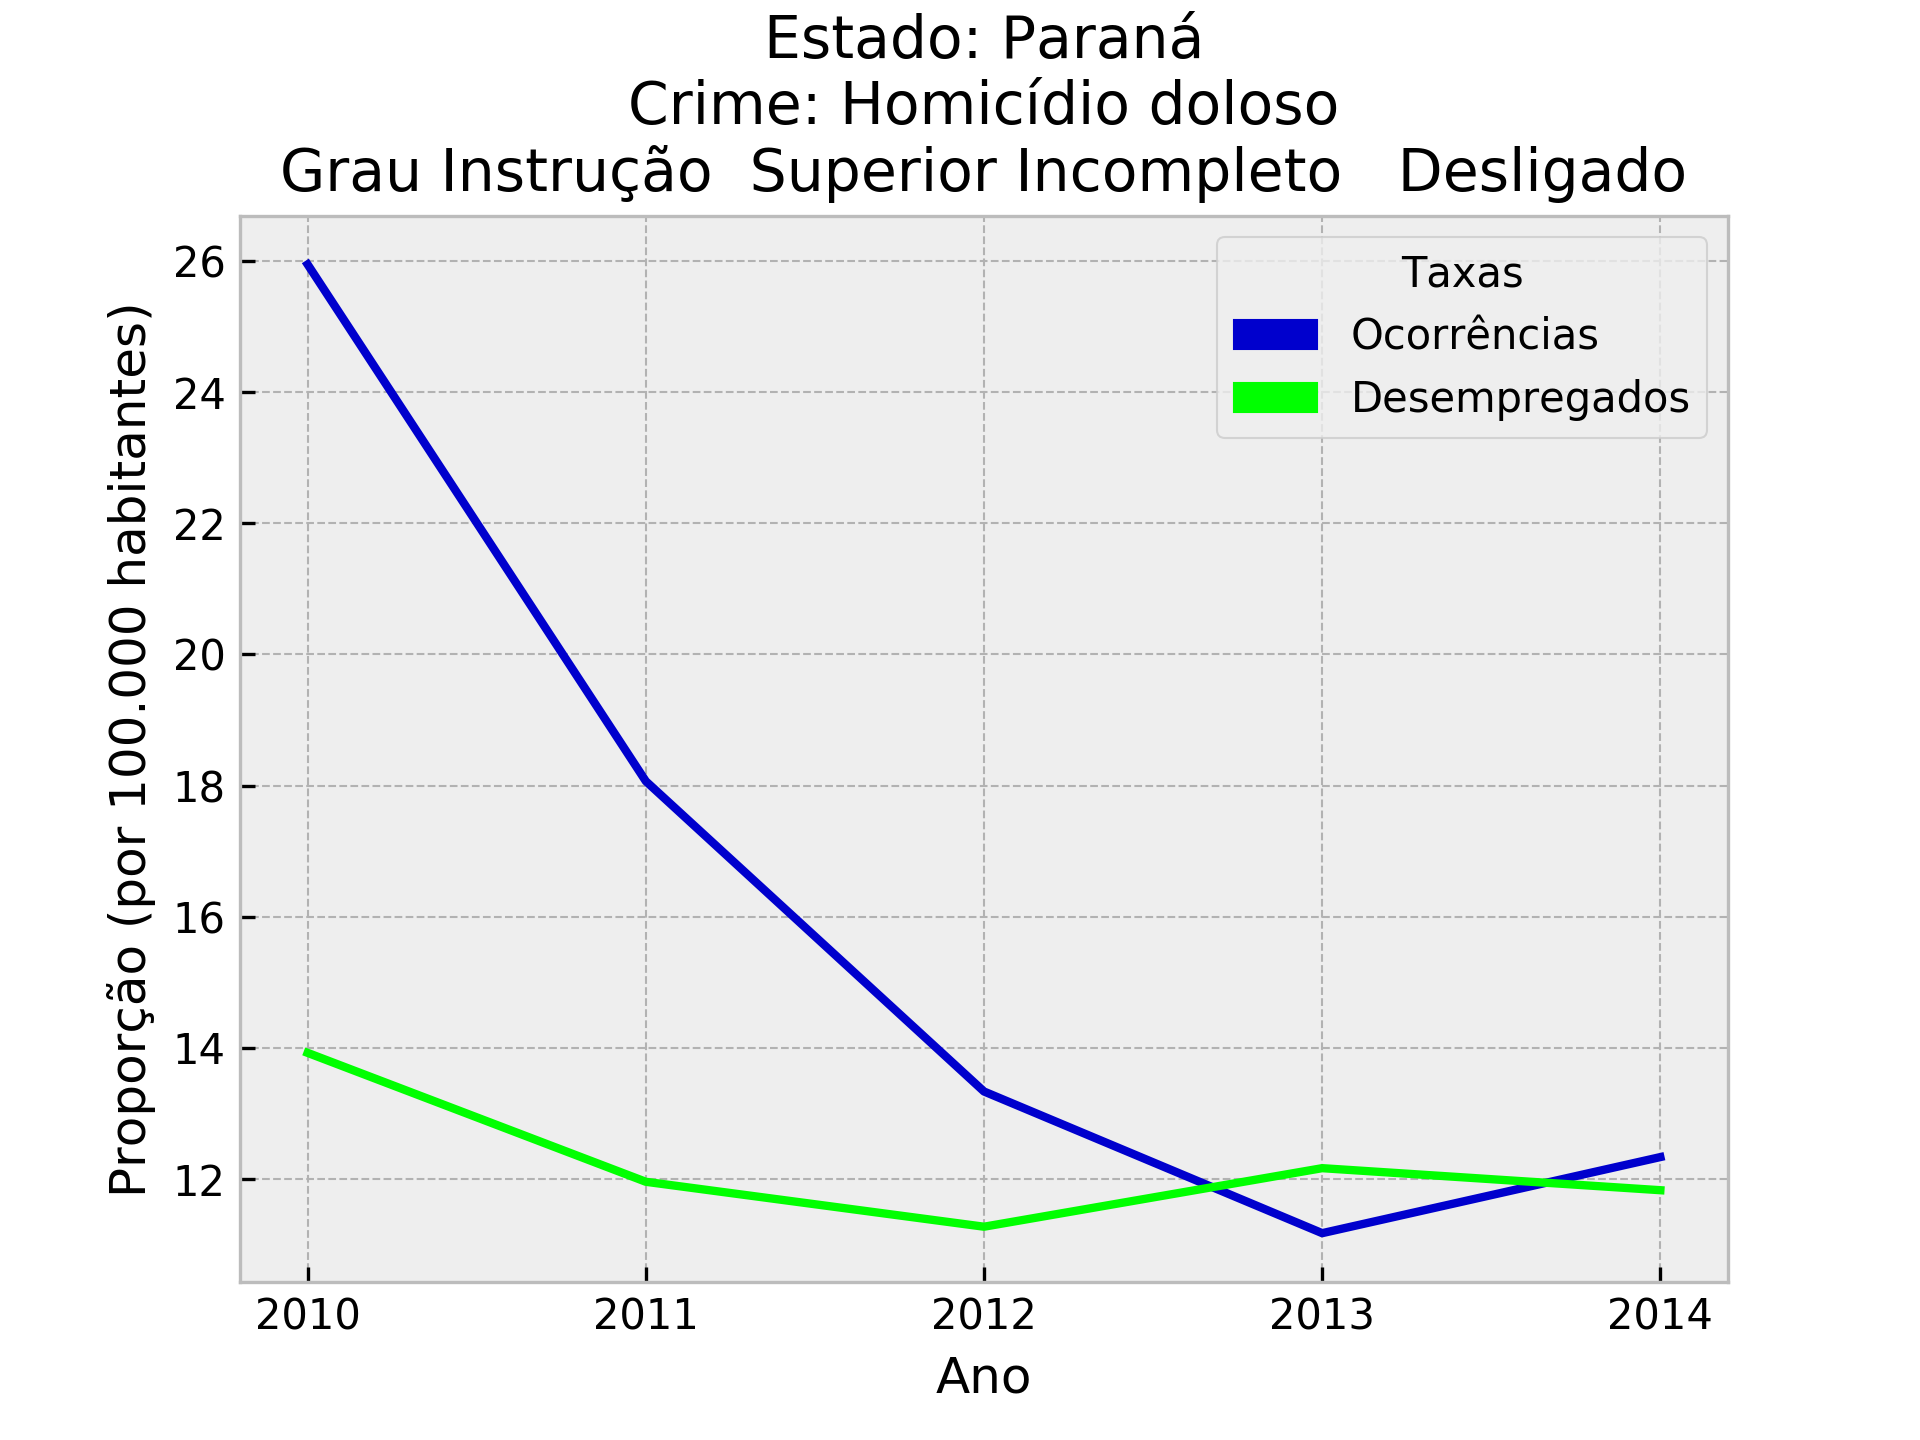 Estado: Paraná
Crime: Homicídio doloso
Grau Instrução  Superior Incompleto   Desligado
Taxas
Ocorrências
Desempregados
Proporção (por 100.000 habitantes)
26
24
22
20
18
16
14
12
2010 2011 2012 2013 2014
Ano